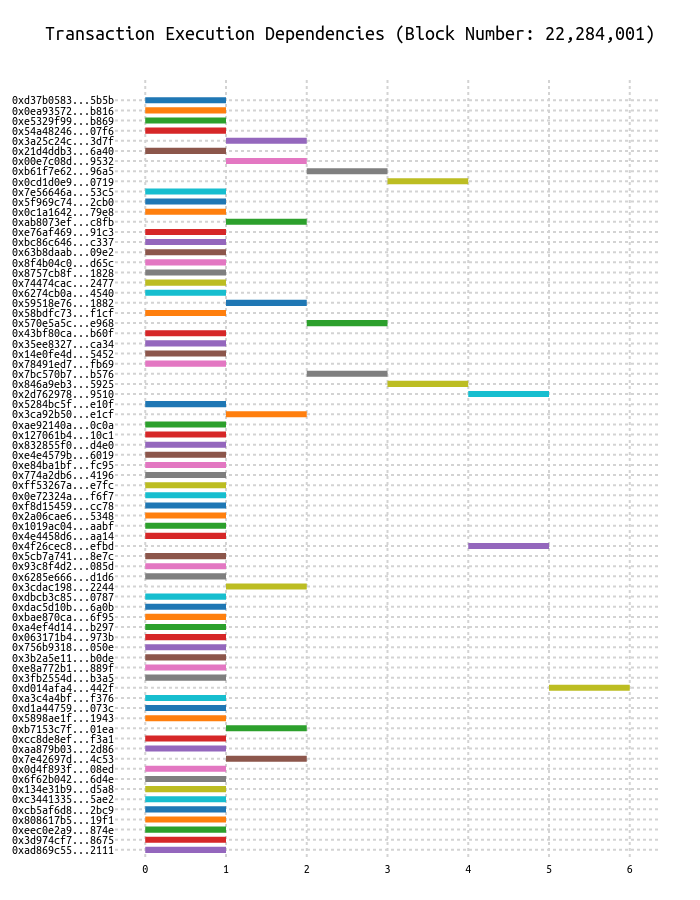 Transaction Execution Dependencies (Block Number: 22,284,001)
0xd37b0583...5b5b
0x0ea93572...b816
0xe5329f99...b869
0x54a48246...07f6
0x3a25c24c...3d7f
0x21d4ddb3...6a40
0x00e7c08d...9532
0xb61f7e62...96a5
0x0cd1d0e9...0719
0x7e56646a...53c5
0x5f969c74...2cb0
0x0c1a1642...79e8
0xab8073ef...c8fb
0xe76af469...91c3
0xbc86c646...c337
0x63b8daab...09e2
0x8f4b04c0...d65c
0x8757cb8f...1828
0x74474cac...2477
0x6274cb0a...4540
0x59518e76...1882
0x58bdfc73...f1cf
0x570e5a5c...e968
0x43bf80ca...b60f
0x35ee8327...ca34
0x14e0fe4d...5452
0x78491ed7...fb69
0x7bc570b7...b576
0x846a9eb3...5925
0x2d762978...9510
0x5284bc5f...e10f
0x3ca92b50...e1cf
0xae92140a...0c0a
0x127061b4...10c1
0x832855f0...d4e0
0xe4e4579b...6019
0xe84ba1bf...fc95
0x774a2db6...4196
0xff53267a...e7fc
0x0e72324a...f6f7
0xf8d15459...cc78
0x2a06cae6...5348
0x1019ac04...aabf
0x4e4458d6...aa14
0x4f26cec8...efbd
0x5cb7a741...8e7c
0x93c8f4d2...085d
0x6285e666...d1d6
0x3cdac198...2244
0xdbcb3c85...0787
0xdac5d10b...6a0b
0xbae870ca...6f95
0xa4ef4d14...b297
0x063171b4...973b
0x756b9318...050e
0x3b2a5e11...b0de
0xe8a772b1...889f
0x3fb2554d...b3a5
0xd014afa4...442f
0xa3c4a4bf...f376
0xd1a44759...073c
0x5898ae1f...1943
0xb7153c7f...01ea
0xcc8de8ef...f3a1
0xaa879b03...2d86
0x7e42697d...4c53
0x0d4f893f...08ed
0x6f62b042...6d4e
0x134e31b9...d5a8
0xc3441335...5ae2
0xcb5af6d8...2bc9
0x808617b5...19f1
0xeec0e2a9...874e
0x3d974cf7...8675
0xad869c55...2111
0 1 2 3 4 5 6